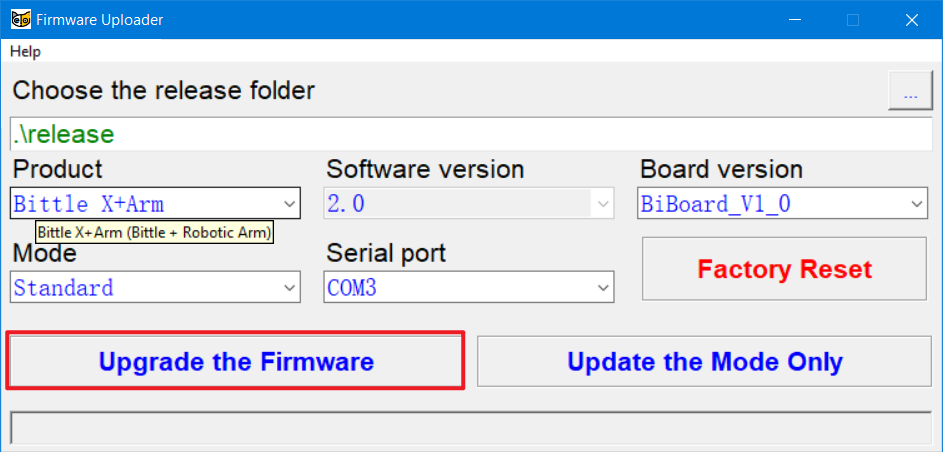 Firmware Uploader
Help
Choose the release folder
...
.\release
Product
Software version
Board version
Bittle X+Arm
2.0
BiBoard_V1_0
Bittle X+Arm (Bittle + Robotic Arm)
Mode
Serial port
Factory Reset
Standard
COM3
Upgrade the Firmware
Update the Mode Only